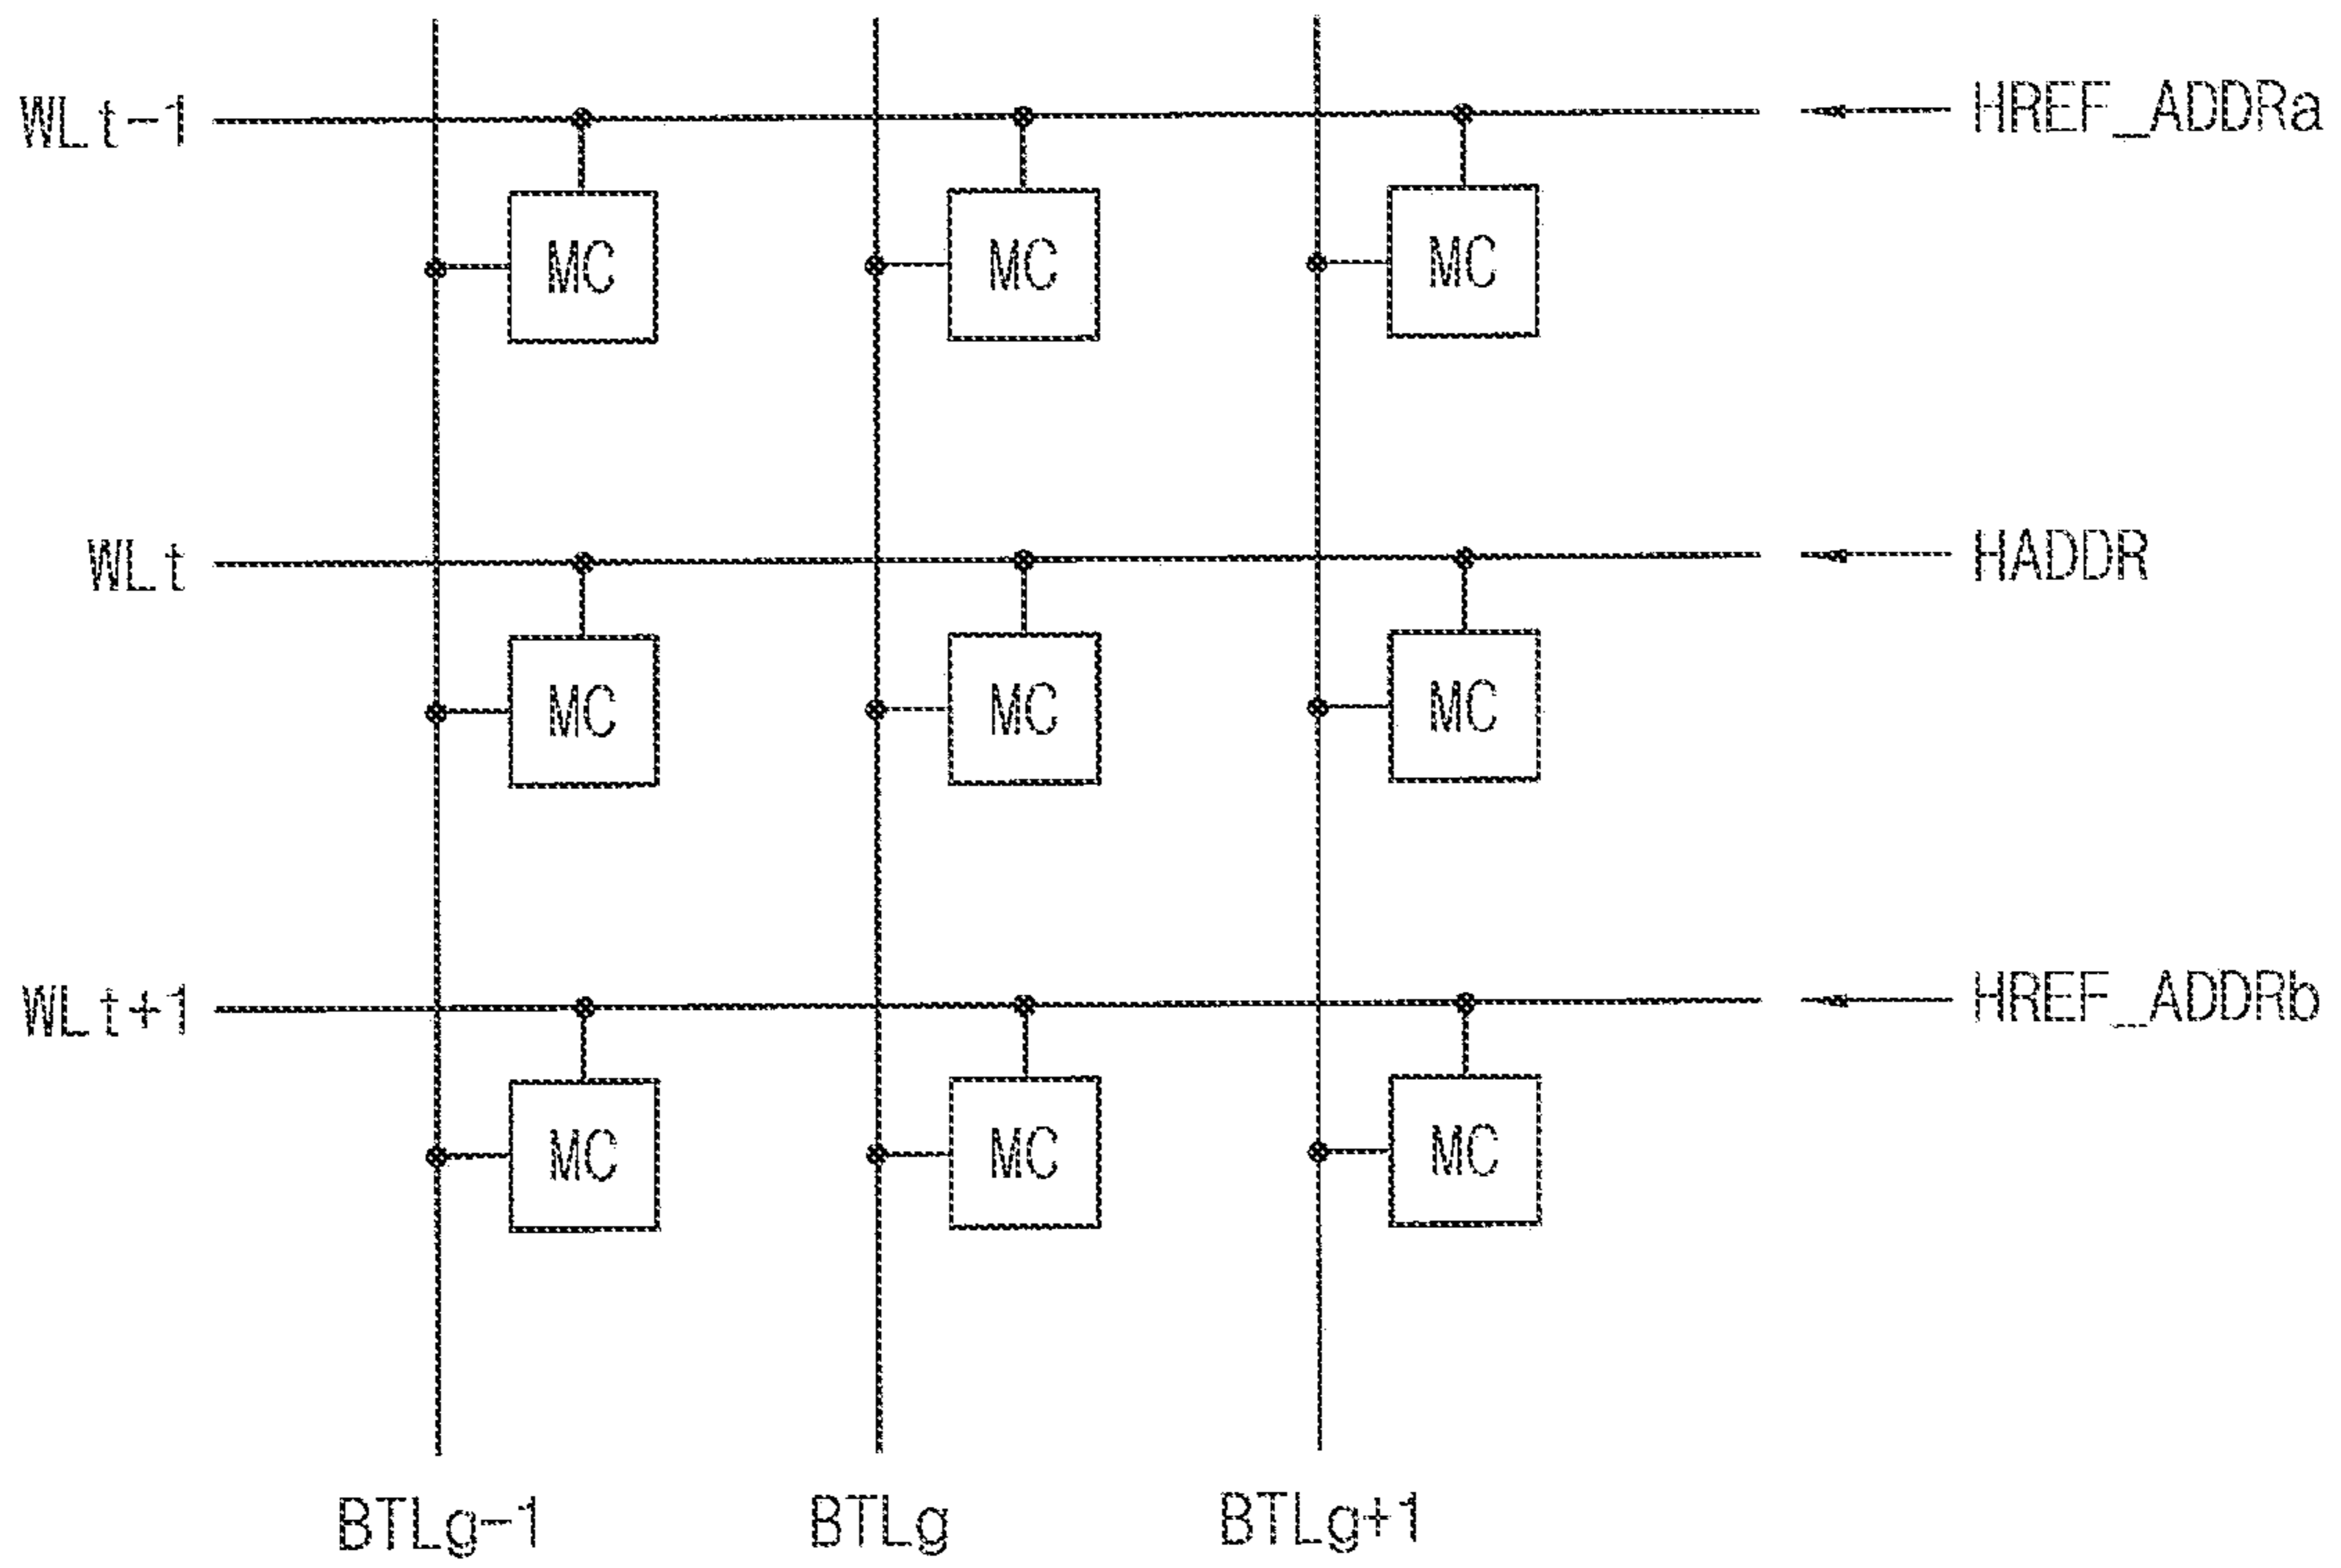 WLt-1 HREF_ADDRa
MC MC MC
WLt HADDR
MC MC MC
WLt+1 HREF_ADDRb
MC MC MC
BTLg-1 BTLg BTLg+1